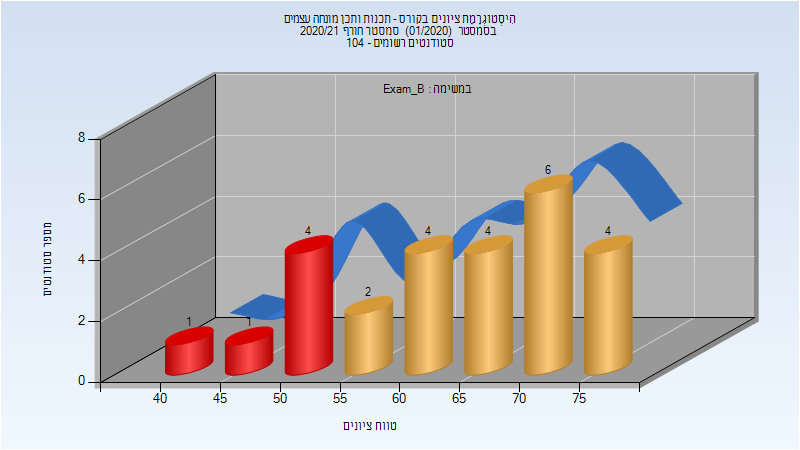 היסטוגרמת ציונים בקורס - תכנות ותכן מונחה עצמים
בסמסטר (01/2020) סמסטר חורף 2020/21
סטודנטים רשומים - 104
במשימה : Exam_B
מספר סטודנטים
8
6
4
2
0
1
1
4
2
4
4
6
4
40 45 50 55 60 65 70 75
טווח ציונים